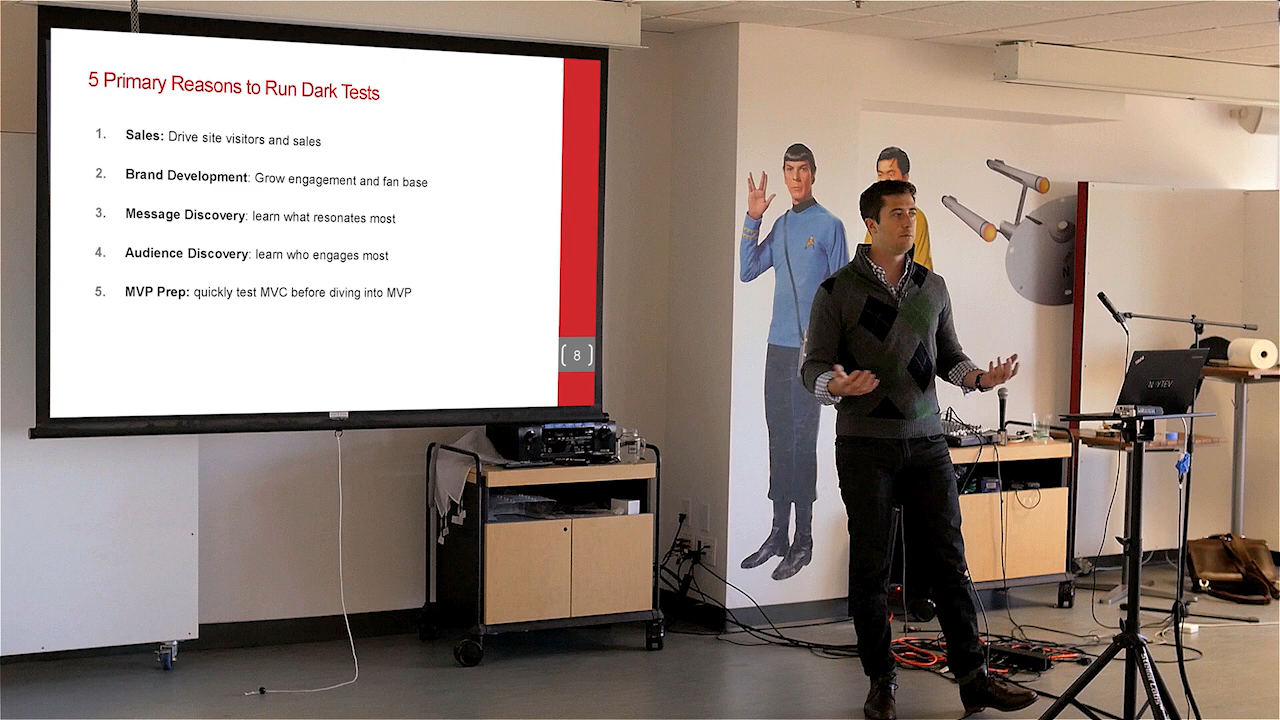 5 Primary Reasons to Run Dark Tests
1. Sales: Drive site visitors and sales
2. Brand Development: Grow engagement and fan base
3. Message Discovery: learn what resonates most
4. Audience Discovery: learn who engages most
5. MVP Prep: quickly test MVC before diving into MVP
8